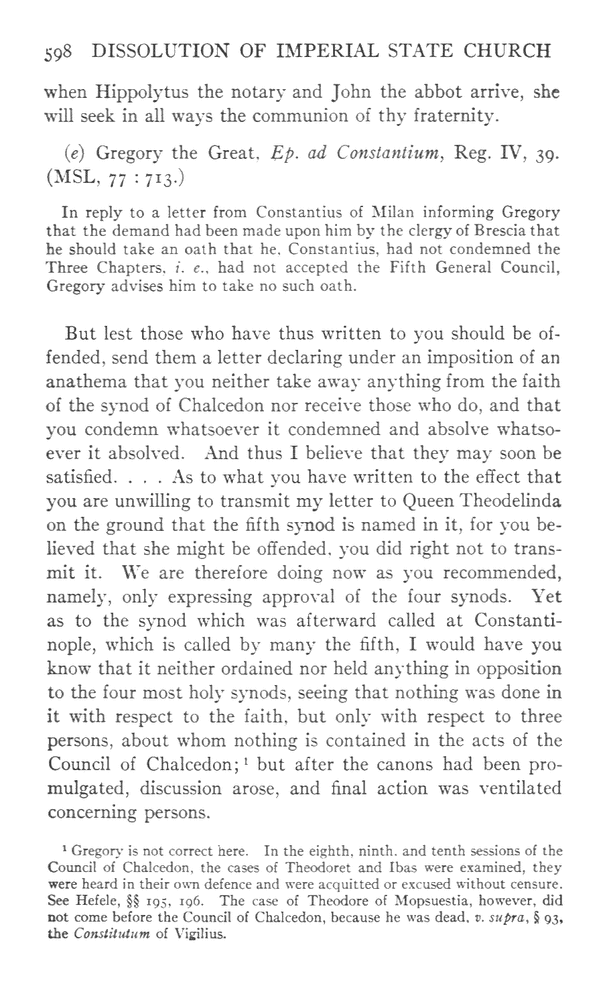 598 DISSOLUTION OF IMPERIAL STATE CHURCH
when Hippolytus the notary and John the abbot arrive, she
will seek in all ways the communion of thy fraternity.
(e) Gregory the Great, Ep. ad Constantium, Reg. IV, 39.
(MSL, 77 : 713.)
In reply to a letter from Constantius of Milan informing Gregory
that the demand had been made upon him by the clergy of Brescia that
he should take an oath that he, Constantius, had not condemned the
Three Chapters, i. e., had not accepted the Fifth General Council,
Gregory advises him to take no such oath.
But lest those who have thus written to you should be of-
fended, send them a letter declaring under an imposition of an
anathema that you neither take away anything from the faith
of the synod of Chalcedon nor receive those who do, and that
you condemn whatsoever it condemned and absolve whatso-
ever it absolved. And thus I believe that they may soon be
satisfied. . . . As to what you have written to the effect that
you are unwilling to transmit my letter to Queen Theodelinda
on the ground that the fifth synod is named in it, for you be-
lieved that she might be offended, you did right not to trans-
mit it. We are therefore doing now as you recommended,
namely, only expressing approval of the four synods. Yet
as to the synod which was afterward called at Constanti-
nople, which is called by many the fifth, I would have you
know that it neither ordained nor held anything in opposition
to the four most holy synods, seeing that nothing was done in
it with respect to the faith, but only with respect to three
persons, about whom nothing is contained in the acts of the
Council of Chalcedon; ¹ but after the canons had been pro-
mulgated, discussion arose, and final action was ventilated
concerning persons.
¹ Gregory is not correct here. In the eighth, ninth, and tenth sessions of the
Council of Chalcedon, the cases of Theodoret and Ibas were examined, they
were heard in their own defence and were acquitted or excused without censure.
See Hefele, §§ 195, 196. The case of Theodore of Mopsuestia, however, did
not come before the Council of Chalcedon, because he was dead, v. supra, § 93,
the Constitutum of Vigilius.